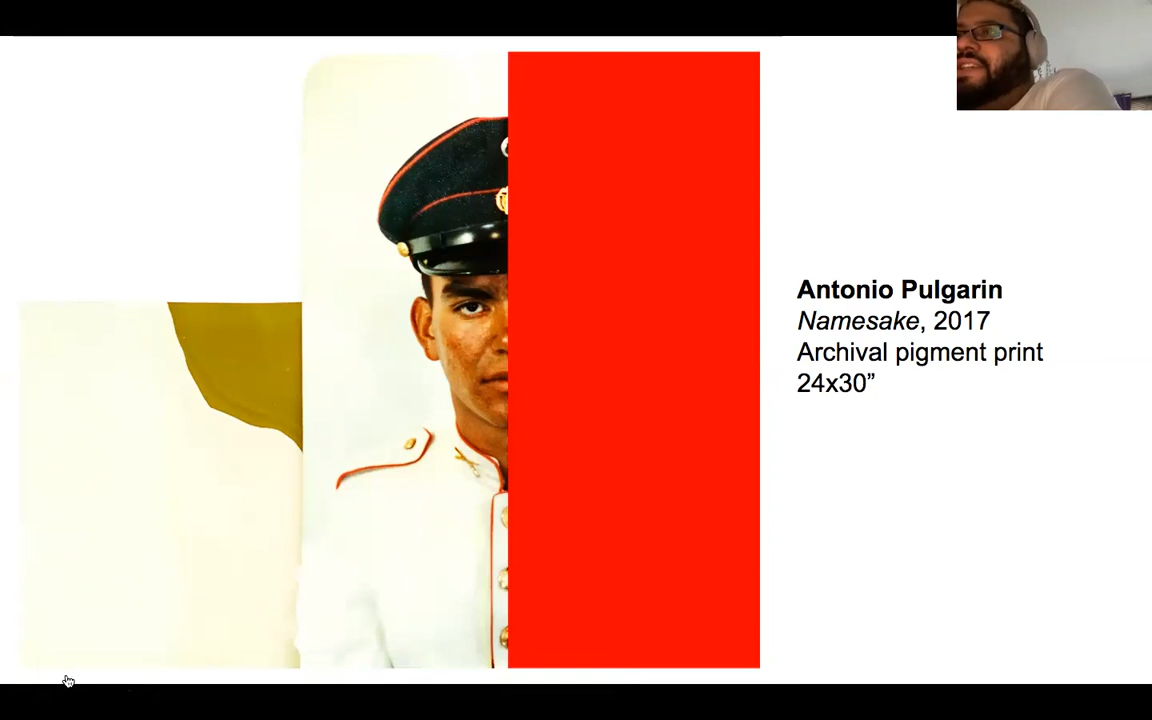 Antonio Pulgarin
Namesake, 2017
Archival pigment print
24x30”